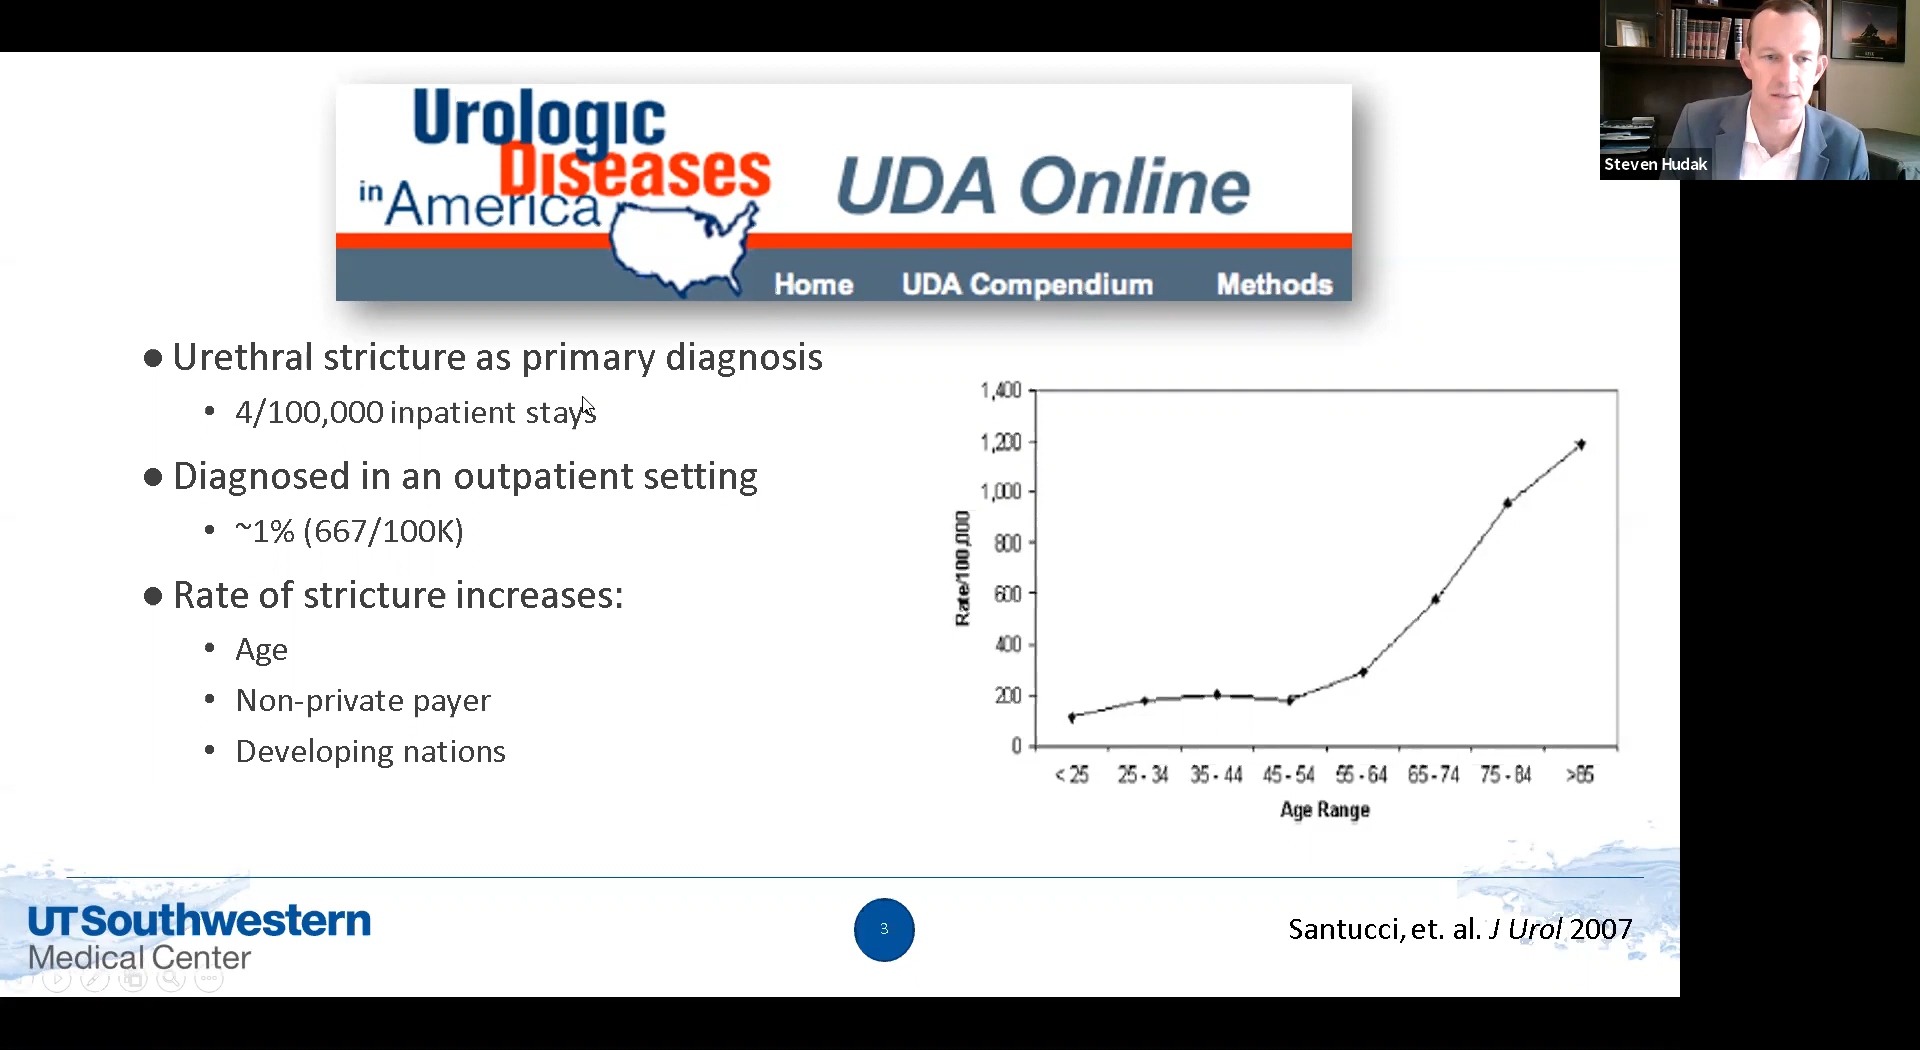 Steven Hudak
Urologic
Diseases
in America
UDA Online
Home UDA Compendium Methods
● Urethral stricture as primary diagnosis
• 4/100,000 inpatient stays
● Diagnosed in an outpatient setting
• ~1% (667/100K)
● Rate of stricture increases:
• Age
• Non-private payer
• Developing nations
1,400
1,200
1,000
800
600
400
200
0
Rate/100,000
< 25 25 - 34 35 - 44 45 - 54 55 - 64 65 - 74 75 - 84 >85
Age Range
UTSouthwestern
Medical Center
3
Santucci, et. al. J Urol 2007